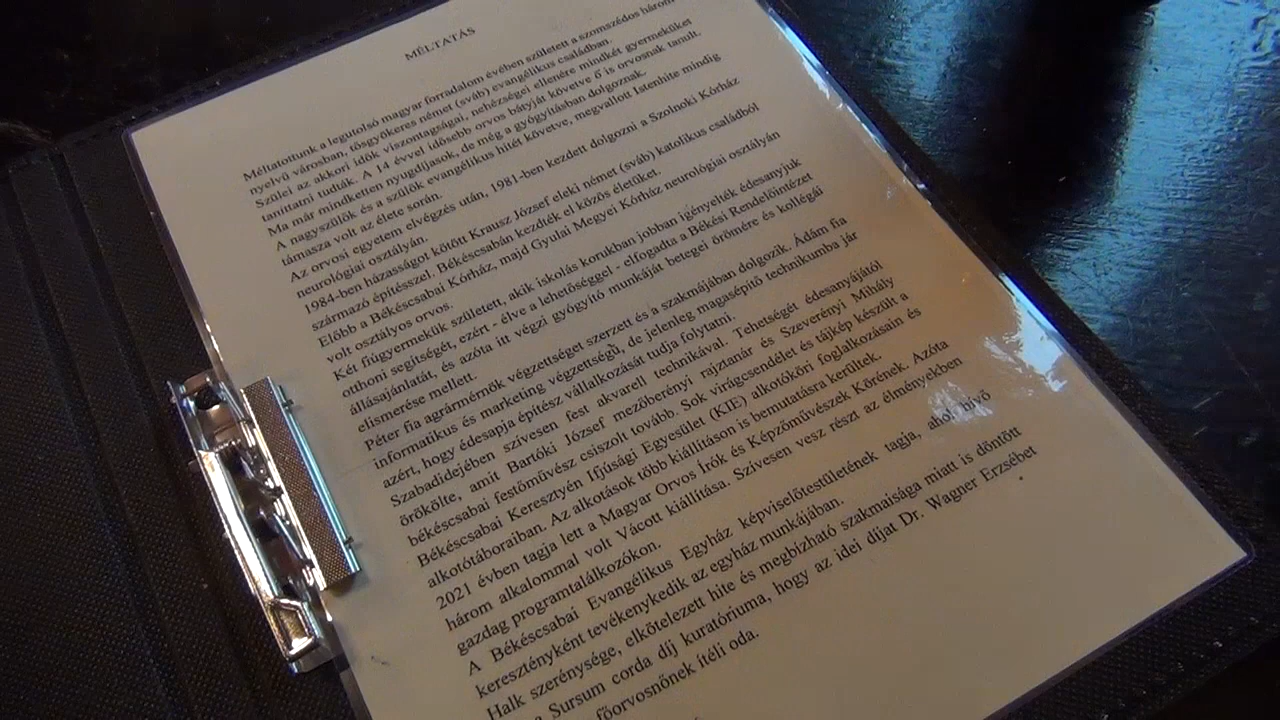 MÉLTATÁS
Méltatottunk a legutolsó magyar forradalom évében született a szomszédos három
nyelvű városban, tősgyökeres német (sváb) evangélikus családban.
Szülei az akkori idők viszontagságai, nehézségei ellenére mindkét gyermeküket
taníttatni tudták. A 14 évvel idősebb orvos bátyját követve ő is orvosnak tanult.
Ma már mindketten nyugdíjasok, de még a gyógyításban dolgoznak.
A nagyszülők és a szülők evangélikus hitét követve, megvallott Istenhite mindig
támasza volt az élete során.
Az orvosi egyetem elvégzés után, 1981-ben kezdett dolgozni a Szolnoki Kórház
neurológiai osztályán.
1984-ben házasságot kötött Krausz József eleki német (sváb) katolikus családból
származó építésszel. Békéscsabán kezdték el közös életüket.
Előbb a Békéscsabai Kórház, majd Gyulai Megyei Kórház neurológiai osztályán
volt osztályos orvos.
Két fiúgyermekük született, akik iskolás korukban jobban igényelték édesanyjuk
otthoni segítségét, ezért - élve a lehetőséggel - elfogadta a Békési Rendelőintézet
állásajánlatát, és azóta itt végzi gyógyító munkáját betegei örömére és kollégái
elismerése mellett.
Péter fia agrármérnök végzettséget szerzett és a szakmájában dolgozik. Ádám fia
informatikus és marketing végzettségű, de jelenleg magasépítő technikumba jár
azért, hogy édesapja építész vállalkozását tudja folytatni.
Szabadidejében szívesen fest akvarell technikával. Tehetségét édesanyájától
örökölte, amit Bartóki József mezőberényi rajztanár és Szeverényi Mihály
békéscsabai festőművész csiszolt tovább. Sok virágcsendélet és tájkép készült a
Békéscsabai Keresztyén Ifjúsági Egyesület (KIE) alkotóköri foglalkozásain és
alkotótáboraiban. Az alkotások több kiállításon is bemutatásra kerültek.
2021 évben tagja lett a Magyar Orvos Írók és Képzőművészek Körének. Azóta
három alkalommal volt Vácott kiállítása. Szívesen vesz részt az élményekben
gazdag programtalálkozókon.
A Békéscsabai Evangélikus Egyház képviselőtestületének tagja, ahol hívő
keresztényként tevékenykedik az egyház munkájában.
Halk szerénysége, elkötelezett hite és megbízható szakmaisága miatt is döntött
a Sursum corda díj kuratóriuma, hogy az idei díjat Dr. Wagner Erzsébet
főorvosnőnek ítéli oda.